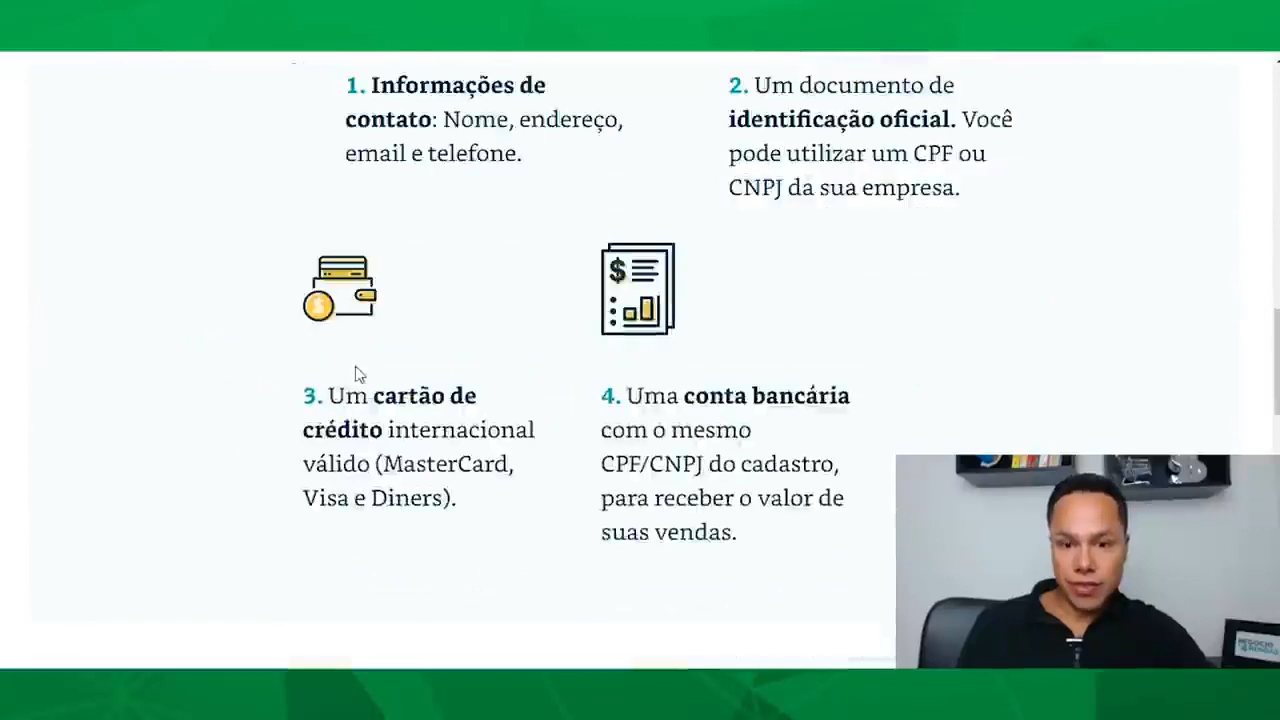 1. Informações de
contato: Nome, endereço,
email e telefone.
2. Um documento de
identificação oficial. Você
pode utilizar um CPF ou
CNPJ da sua empresa.
3. Um cartão de
crédito internacional
válido (MasterCard,
Visa e Diners).
4. Uma conta bancária
com o mesmo
CPF/CNPJ do cadastro,
para receber o valor de
suas vendas.
NEGÓCIO